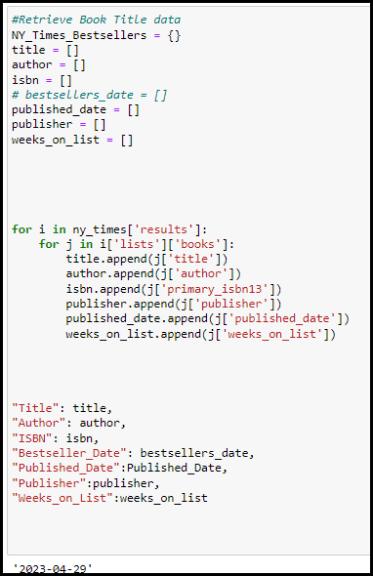 #Retrieve Book Title data
NY_Times_Bestsellers = {}
title = []
author = []
isbn = []
# bestsellers_date = []
published_date = []
publisher = []
weeks_on_list = []
for i in ny_times['results']:
    for j in i['lists']['books']:
        title.append(j['title'])
        author.append(j['author'])
        isbn.append(j['primary_isbn13'])
        publisher.append(j['publisher'])
        published_date.append(j['published_date'])
        weeks_on_list.append(j['weeks_on_list'])
"Title": title,
"Author": author,
"ISBN": isbn,
"Bestseller_Date": bestsellers_date,
"Published_Date":Published_Date,
"Publisher":publisher,
"Weeks_on_List":weeks_on_list
'2023-04-29'